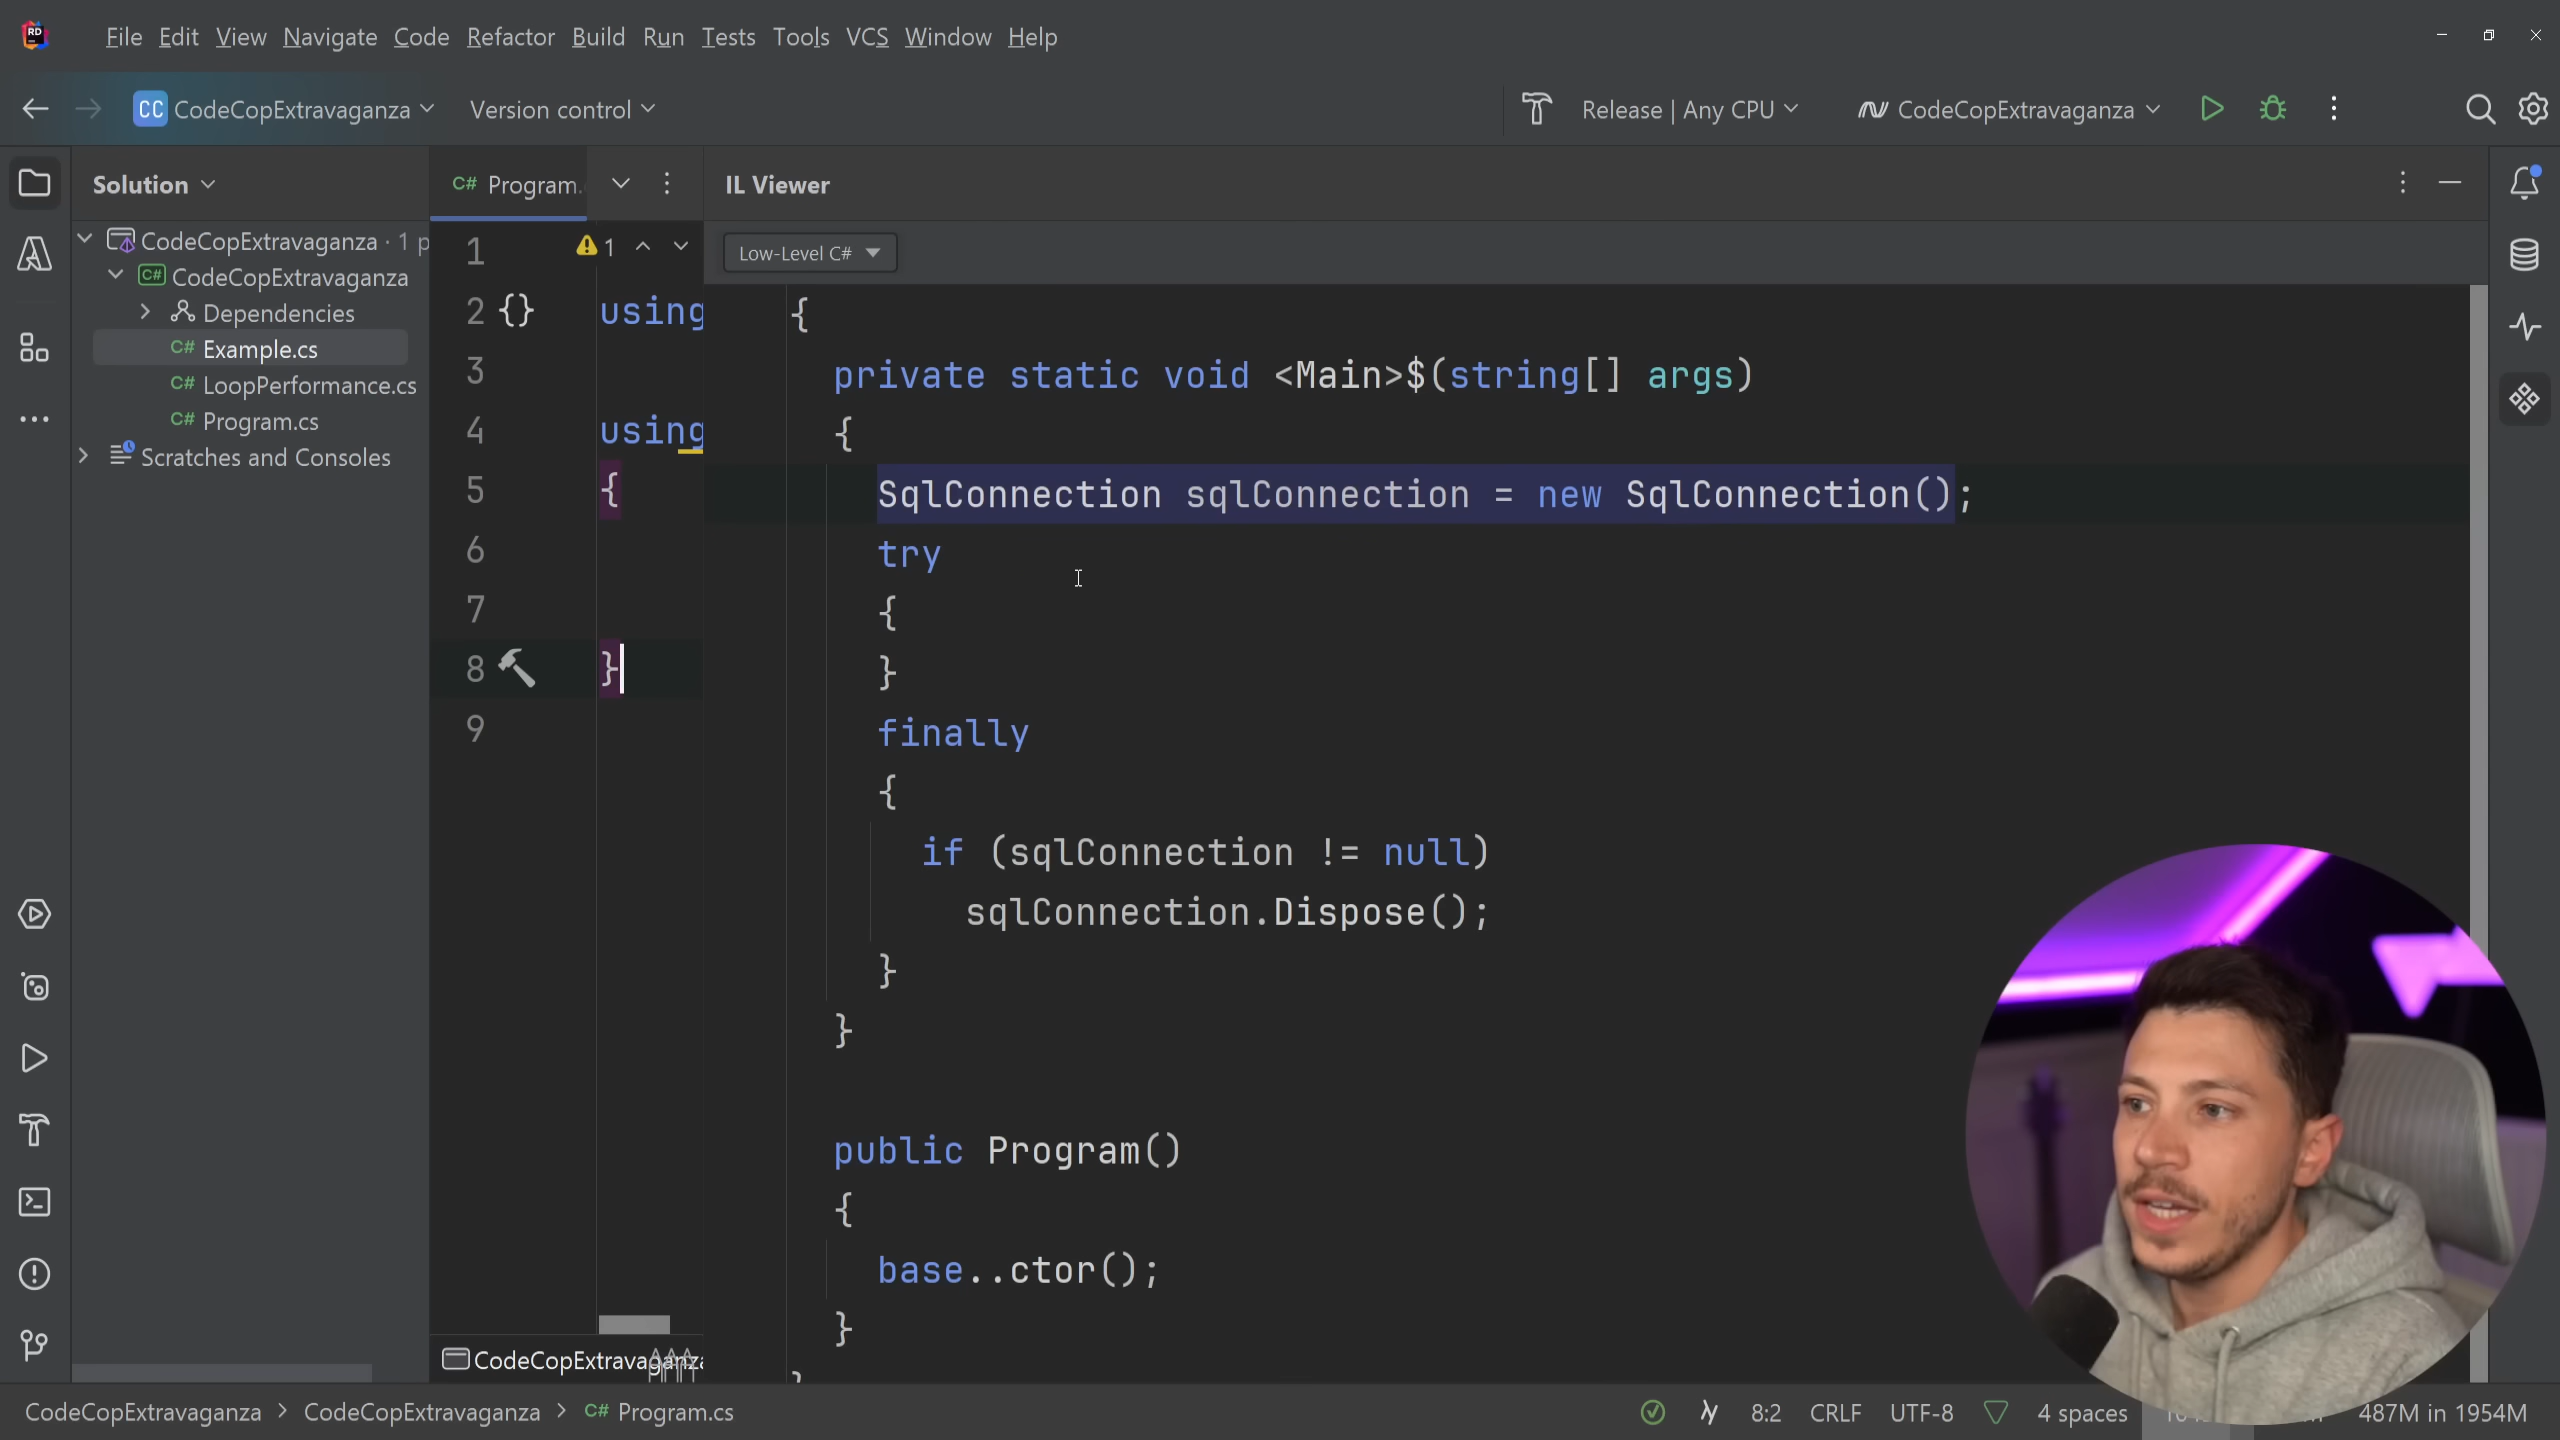 RD File Edit View Navigate Code Refactor Build Run Tests Tools VCS Window Help
CC CodeCopExtravaganza Version control Release | Any CPU CodeCopExtravaganza
Solution
CodeCopExtravaganza · 1 p
C# CodeCopExtravaganza
Dependencies
C# Example.cs
C# LoopPerformance.cs
C# Program.cs
Scratches and Consoles
C# Program.
1 1
2 {} using
3
4 using
5 {
6
7
8 }
9
CodeCopExtravaganza
IL Viewer
Low-Level C#
{
private static void <Main>$(string[] args)
{
SqlConnection sqlConnection = new SqlConnection();
try
{
}
finally
{
if (sqlConnection != null)
sqlConnection.Dispose();
}
}
public Program()
{
base..ctor();
}
CodeCopExtravaganza > CodeCopExtravaganza > C# Program.cs 8:2 CRLF UTF-8 4 spaces 487M in 1954M